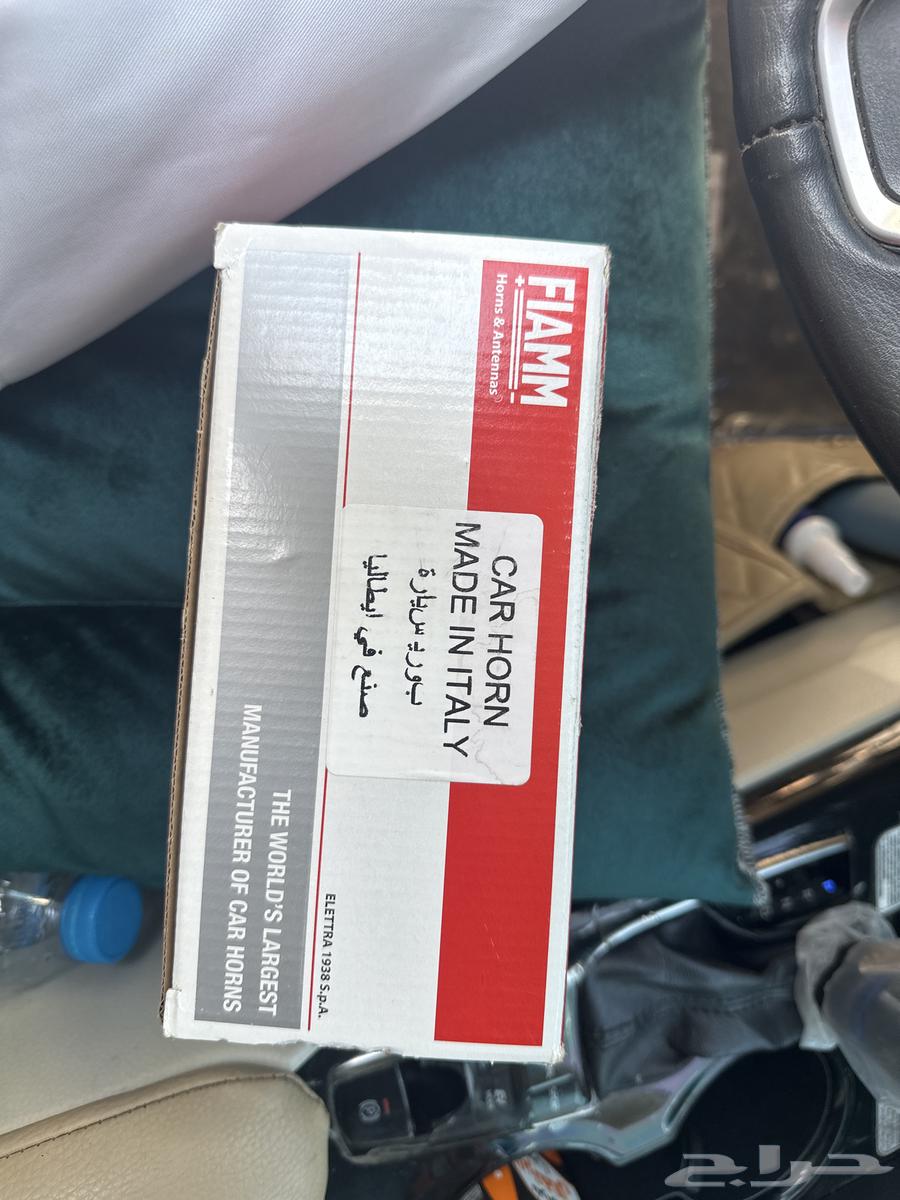 FIAMM
Horns & Antennas®
CAR HORN
MADE IN ITALY
بوري سيارة
صنع في ايطاليا
ELETTRA 1938 S.p.A.
THE WORLD'S LARGEST
MANUFACTURER OF CAR HORNS
حراج